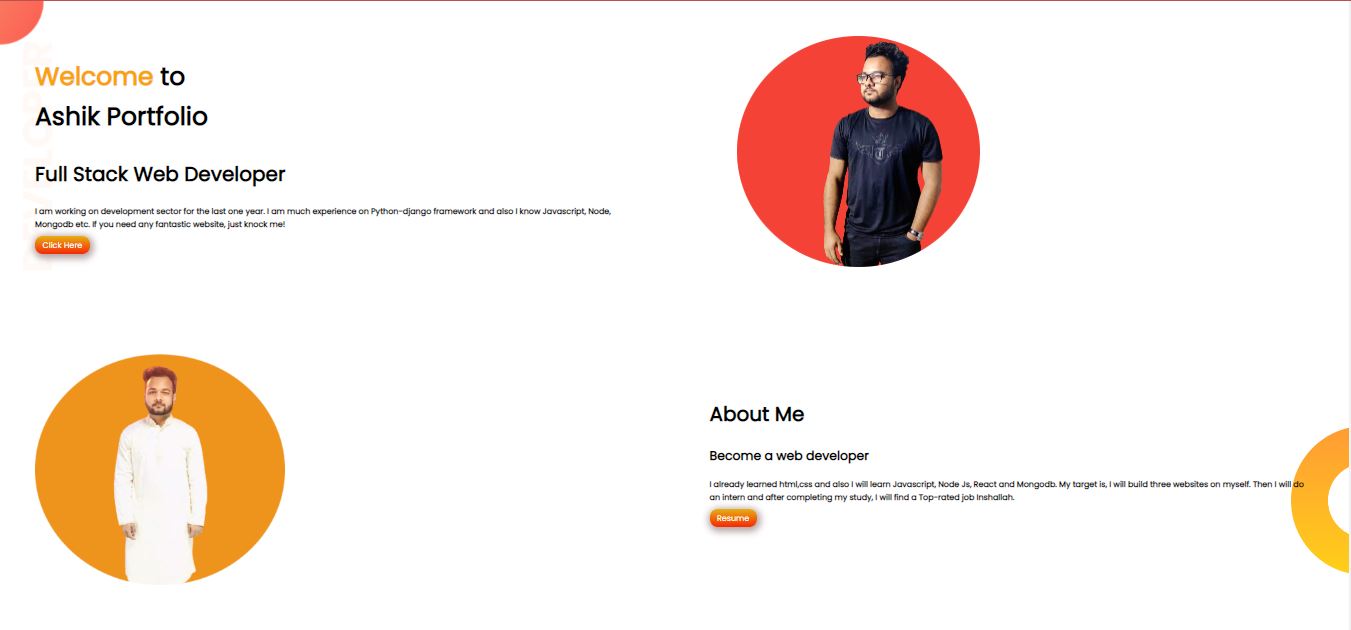 Welcome to
Ashik Portfolio
Full Stack Web Developer
I am working on development sector for the last one year. I am much experience on Python-django framework and also I know Javascript, Node,
Mongodb etc. If you need any fantastic website, just knock me!
Click Here
DEVELOPER
About Me
Become a web developer
I already learned html,css and also I will learn Javascript, Node Js, React and Mongodb. My target is, I will build three websites on myself. Then I will do
an intern and after completing my study, I will find a Top-rated job Inshallah.
Resume